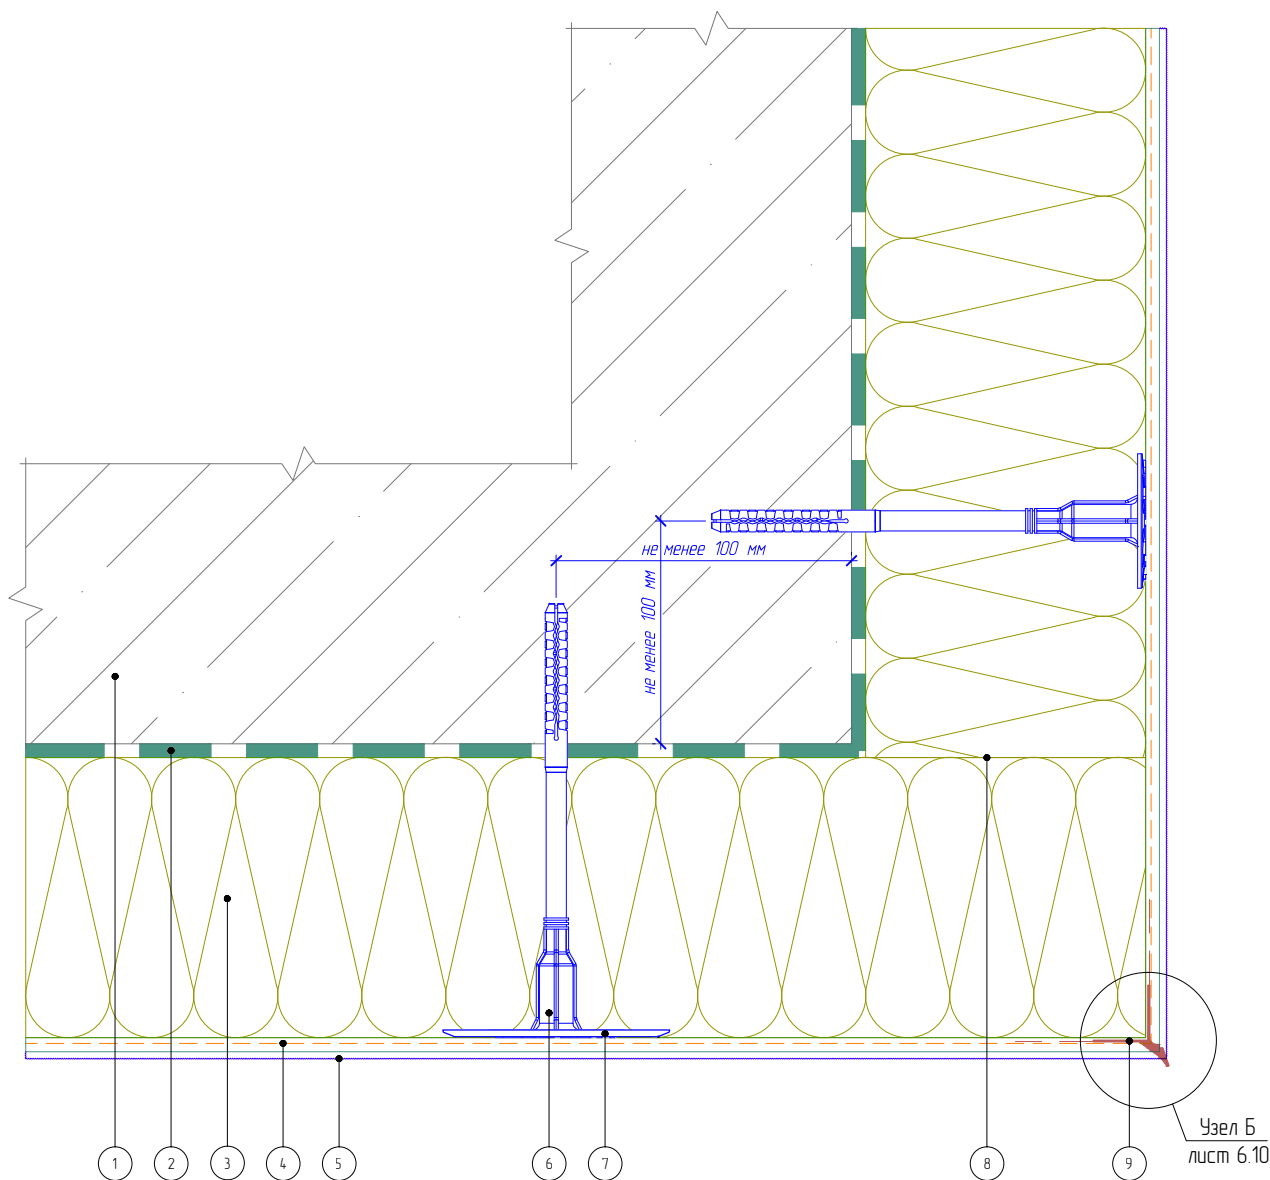 не менее 100 мм
не менее 100 мм
1 2 3 4 5 6 7 8 9
Узел Б
лист 6.10